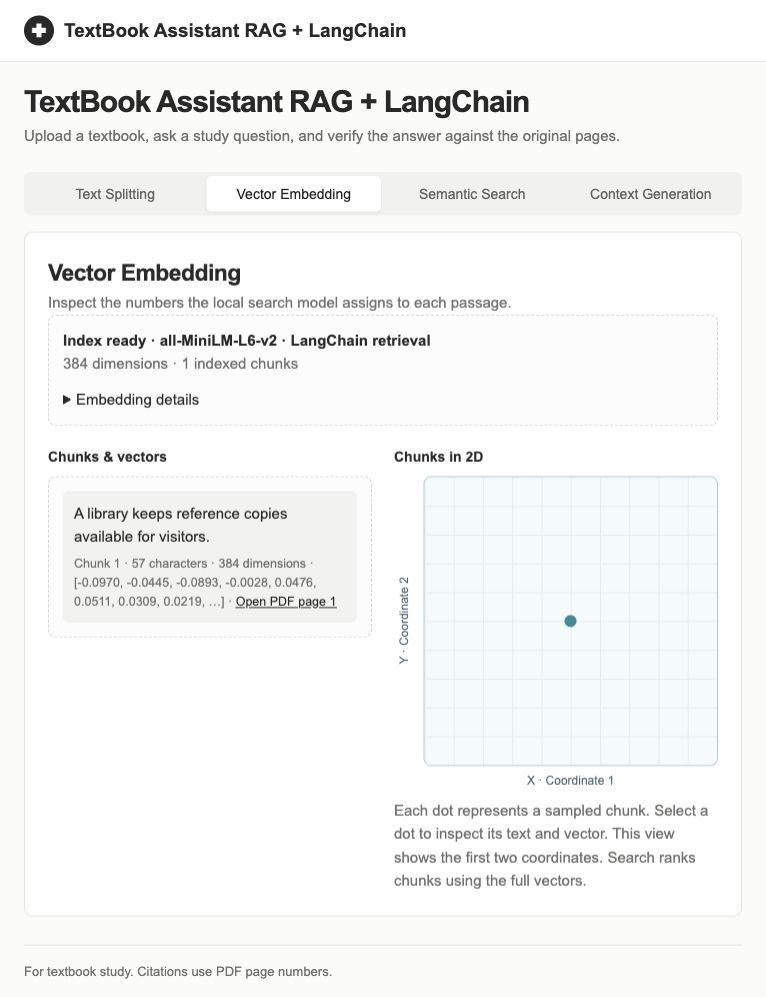 TextBook Assistant RAG + LangChain
TextBook Assistant RAG + LangChain
Upload a textbook, ask a study question, and verify the answer against the original pages.
Text Splitting
Vector Embedding
Semantic Search
Context Generation
Vector Embedding
Inspect the numbers the local search model assigns to each passage.
Index ready · all-MiniLM-L6-v2 · LangChain retrieval
384 dimensions · 1 indexed chunks
Embedding details
Chunks & vectors
A library keeps reference copies
available for visitors.
Chunk 1 · 57 characters · 384 dimensions ·
[-0.0970, -0.0445, -0.0893, -0.0028, 0.0476,
0.0511, 0.0309, 0.0219, …] · Open PDF page 1
Chunks in 2D
Y · Coordinate 2
X · Coordinate 1
Each dot represents a sampled chunk. Select a
dot to inspect its text and vector. This view
shows the first two coordinates. Search ranks
chunks using the full vectors.
For textbook study. Citations use PDF page numbers.